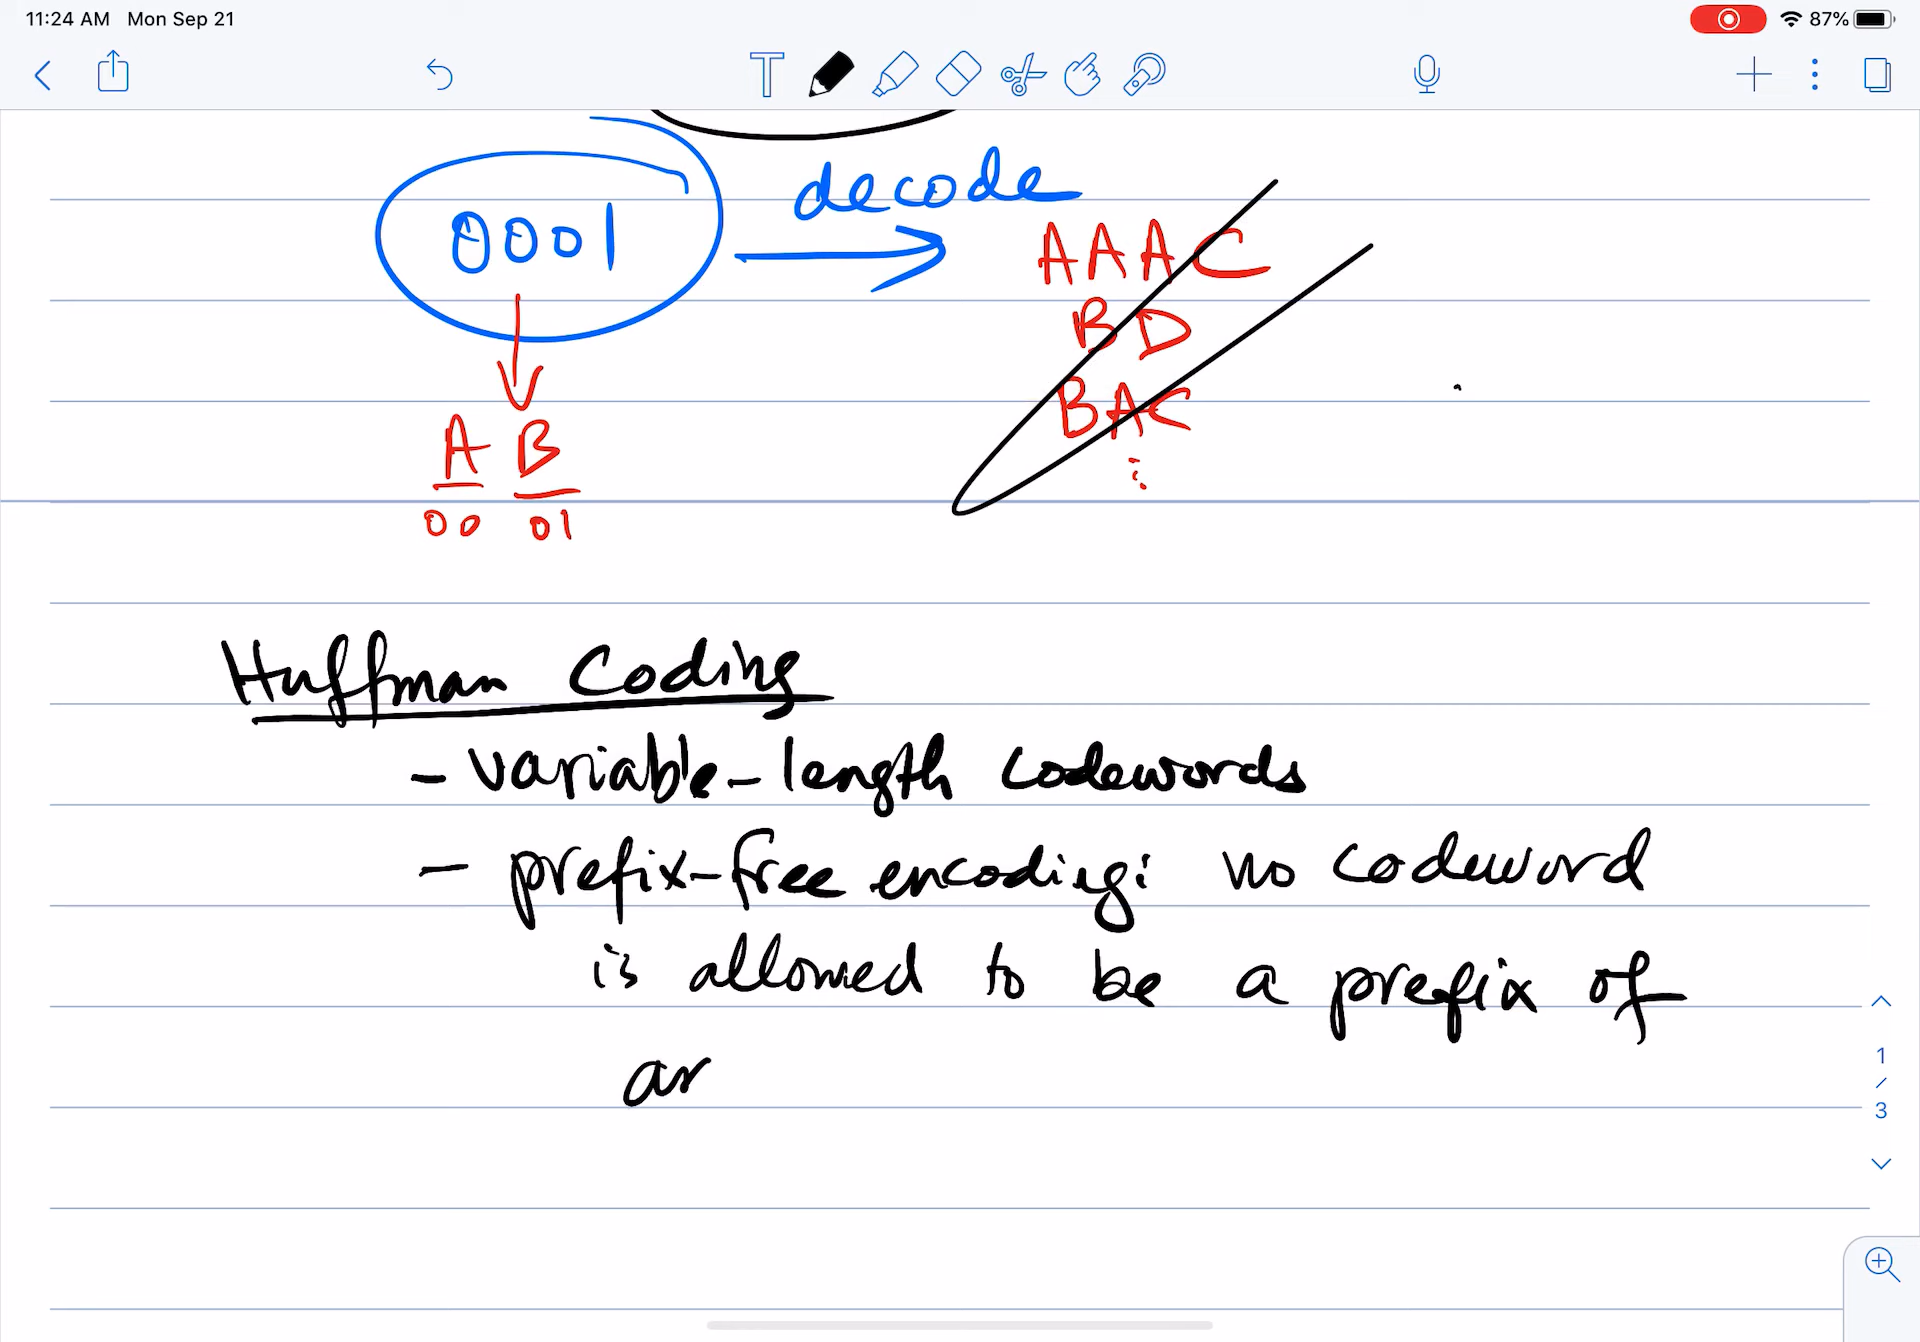 11:24 AM Mon Sep 21
87%
T
decode
0001
AAAC
BD
BAC
A B
00 01
Huffman Coding
- variable-length codewords
- prefix-free encoding: no codeword
is allowed to be a prefix of
an
1
/
3